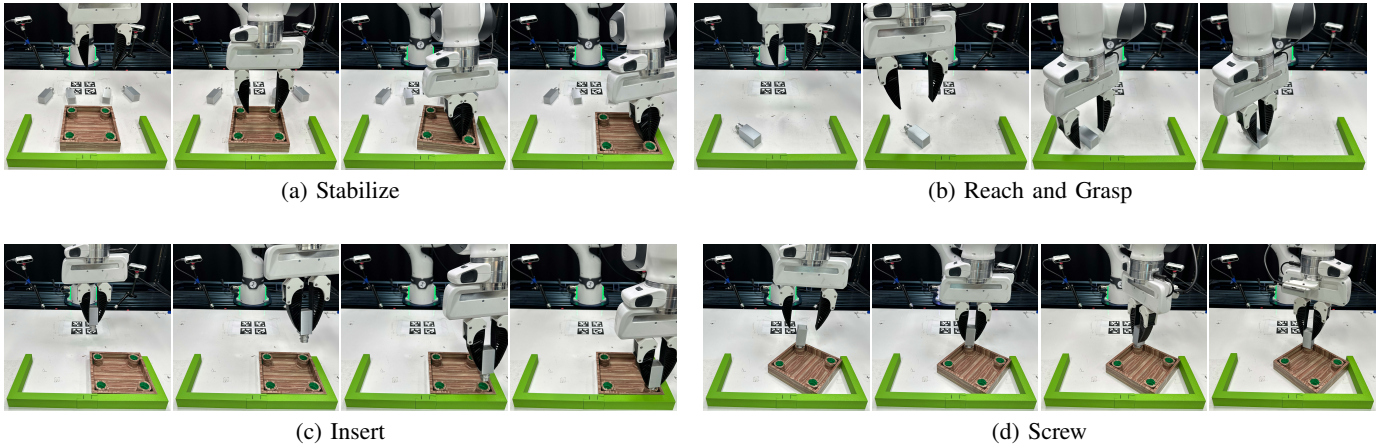 (a) Stabilize
(b) Reach and Grasp
(c) Insert
(d) Screw